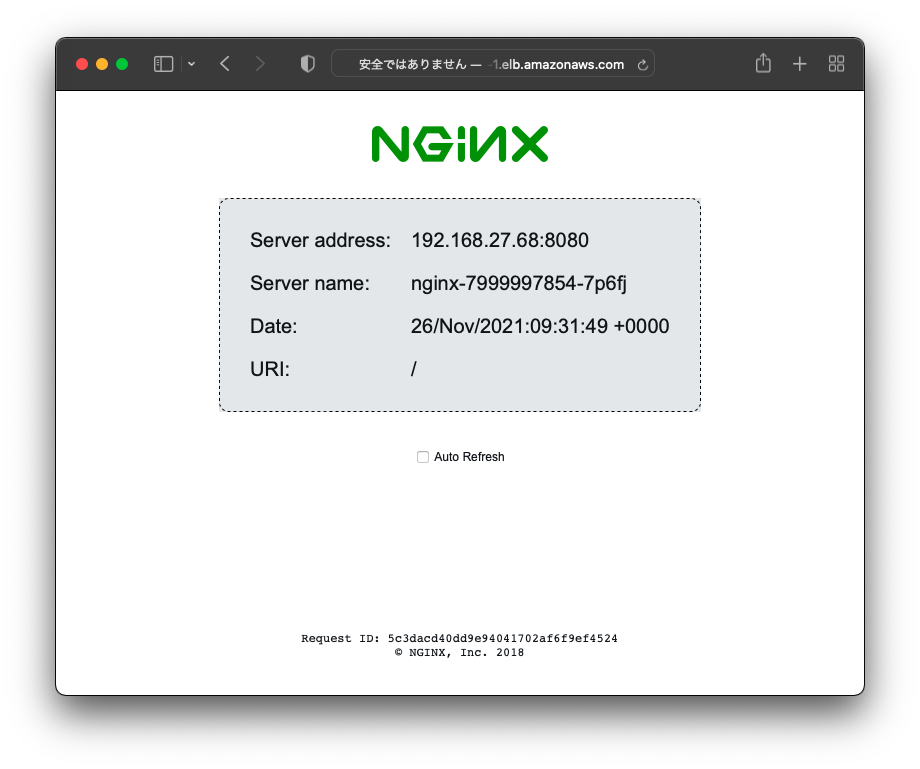 安全ではありません — -1.elb.amazonaws.com
NGINX
Server address: 192.168.27.68:8080
Server name: nginx-7999997854-7p6fj
Date: 26/Nov/2021:09:31:49 +0000
URI: /
Auto Refresh
Request ID: 5c3dacd40dd9e94041702af6f9ef4524
© NGINX, Inc. 2018